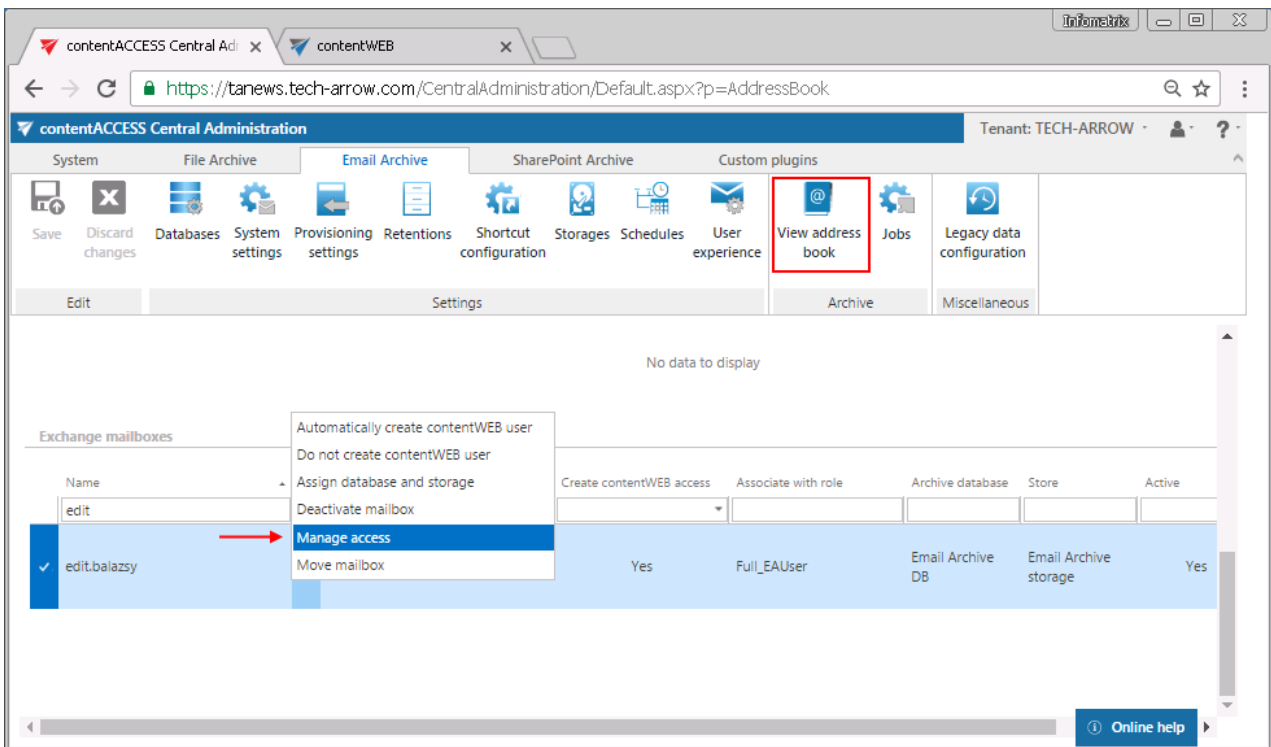 Infomatrix
contentACCESS Central Adr
contentWEB
https://tanews.tech-arrow.com/CentralAdministration/Default.aspx?p=AddressBook
contentACCESS Central Administration
Tenant: TECH-ARROW
?
System
File Archive
Email Archive
SharePoint Archive
Custom plugins
Save
Discard
changes
Databases
System
settings
Provisioning
settings
Retentions
Shortcut
configuration
Storages
Schedules
User
experience
View address
book
Jobs
Legacy data
configuration
Edit
Settings
Archive
Miscellaneous
No data to display
Exchange mailboxes
Automatically create contentWEB user
Do not create contentWEB user
Assign database and storage
Deactivate mailbox
Manage access
Move mailbox
Name
Create contentWEB access
Associate with role
Archive database
Store
Active
edit
edit.balazsy
Yes
Full_EAUser
Email Archive
DB
Email Archive
storage
Yes
Online help